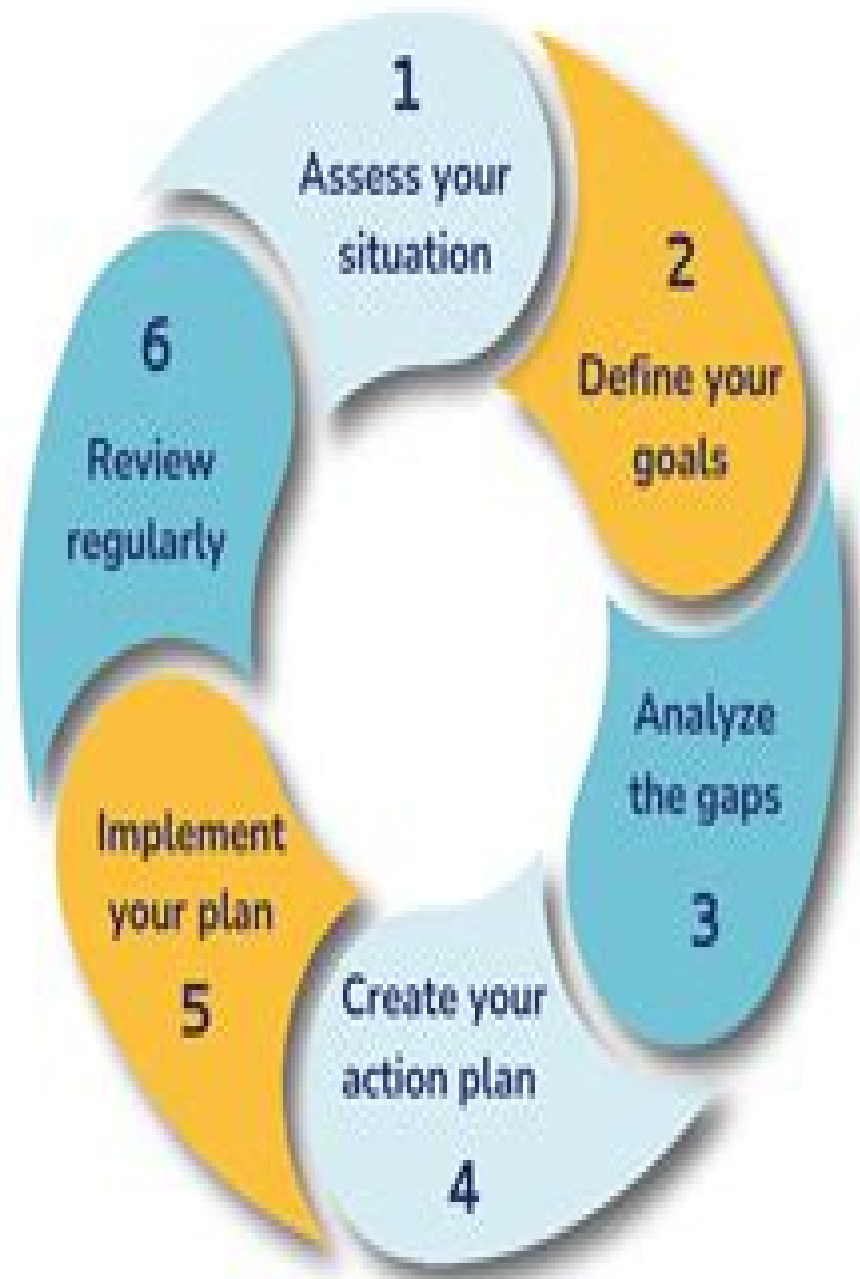 1
Assess your
situation
2
Define your
goals
Analyze
the gaps
3
Create your
action plan
4
Implement
your plan
5
6
Review
regularly